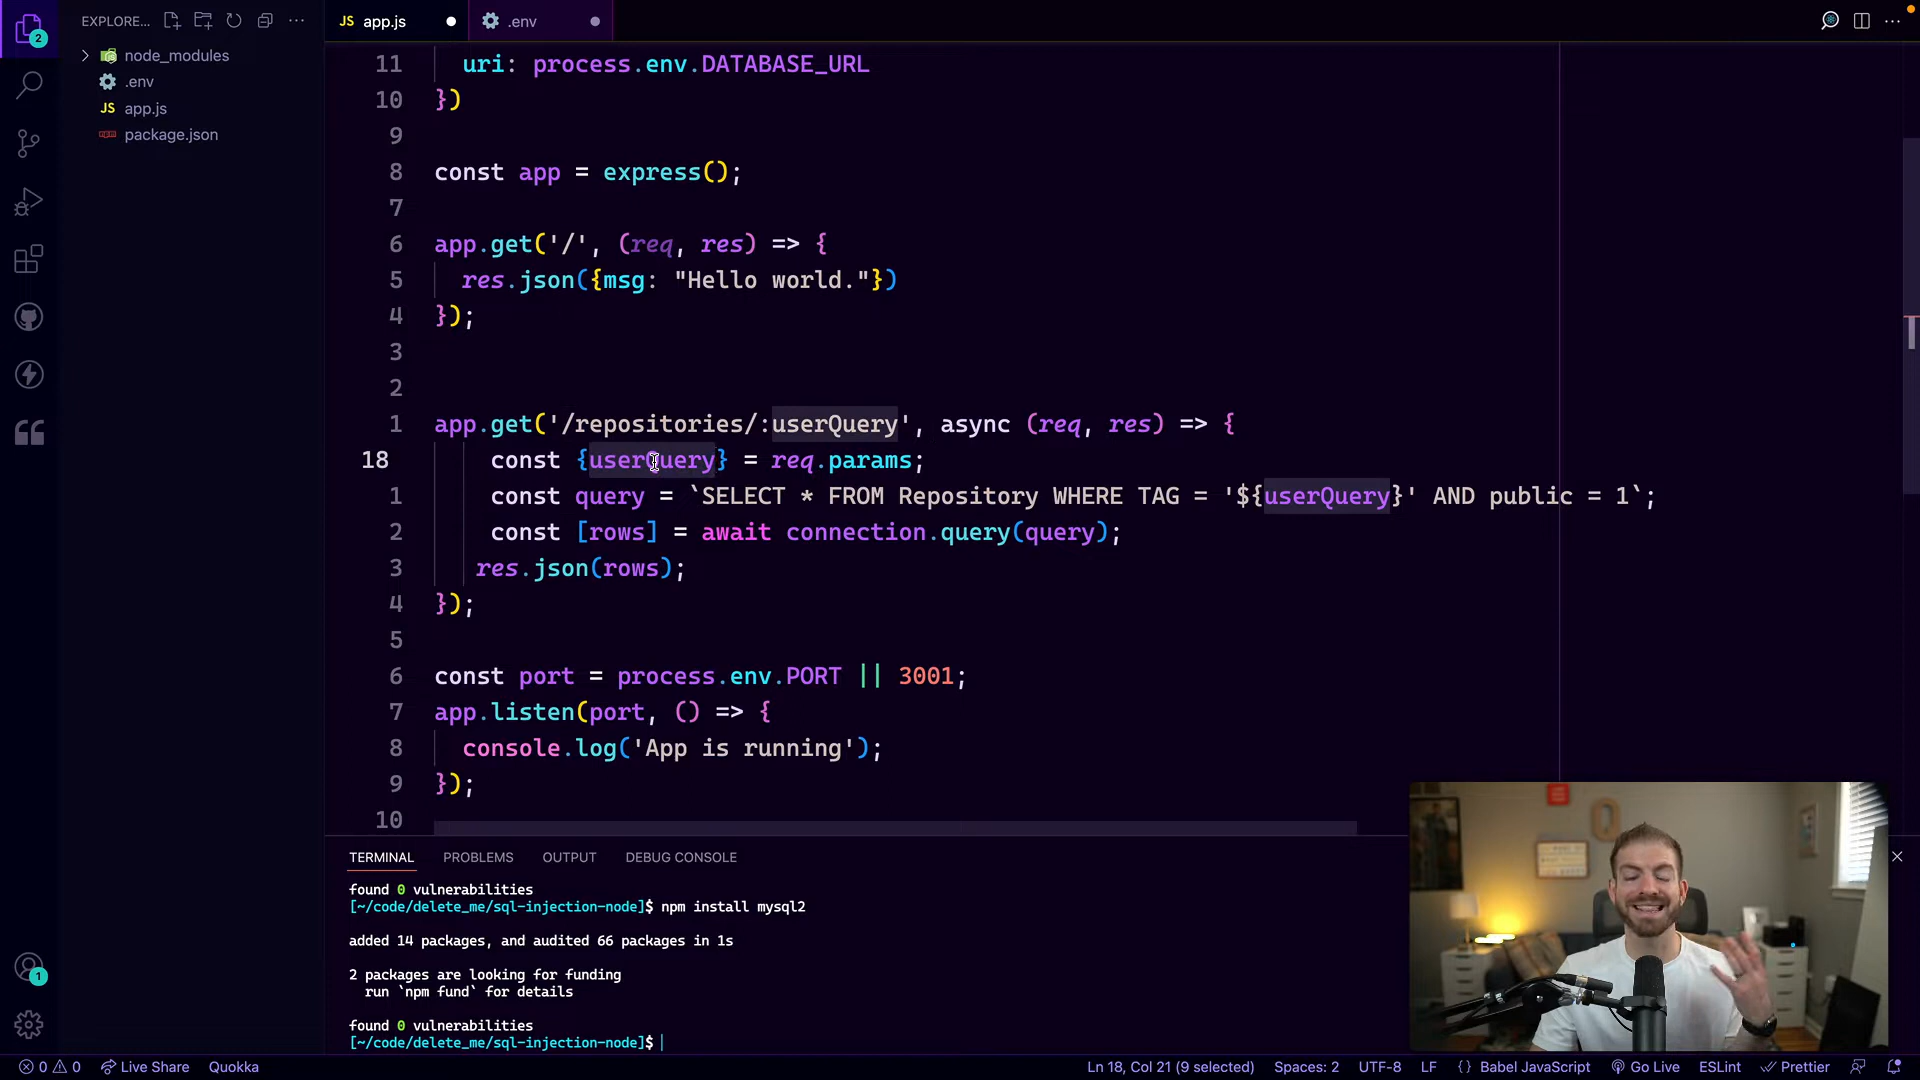 EXPLORE...
app.js
.env
node_modules
.env
JS app.js
package.json
11 uri: process.env.DATABASE_URL
10 })
9
8 const app = express();
7
6 app.get('/', (req, res) => {
5 res.json({msg: "Hello world."})
4 });
3
2
1 app.get('/repositories/:userQuery', async (req, res) => {
18 const {userQuery} = req.params;
1 const query = `SELECT * FROM Repository WHERE TAG = '${userQuery}' AND public = 1`;
2 const [rows] = await connection.query(query);
3 res.json(rows);
4 });
5
6 const port = process.env.PORT || 3001;
7 app.listen(port, () => {
8 console.log('App is running');
9 });
10
TERMINAL PROBLEMS OUTPUT DEBUG CONSOLE
found 0 vulnerabilities
[~/code/delete_me/sql-injection-node]$ npm install mysql2
added 14 packages, and audited 66 packages in 1s
2 packages are looking for funding
run `npm fund` for details
found 0 vulnerabilities
[~/code/delete_me/sql-injection-node]$
0 0 Live Share Quokka Ln 18, Col 21 (9 selected) Spaces: 2 UTF-8 LF {} Babel JavaScript Go Live ESLint Prettier